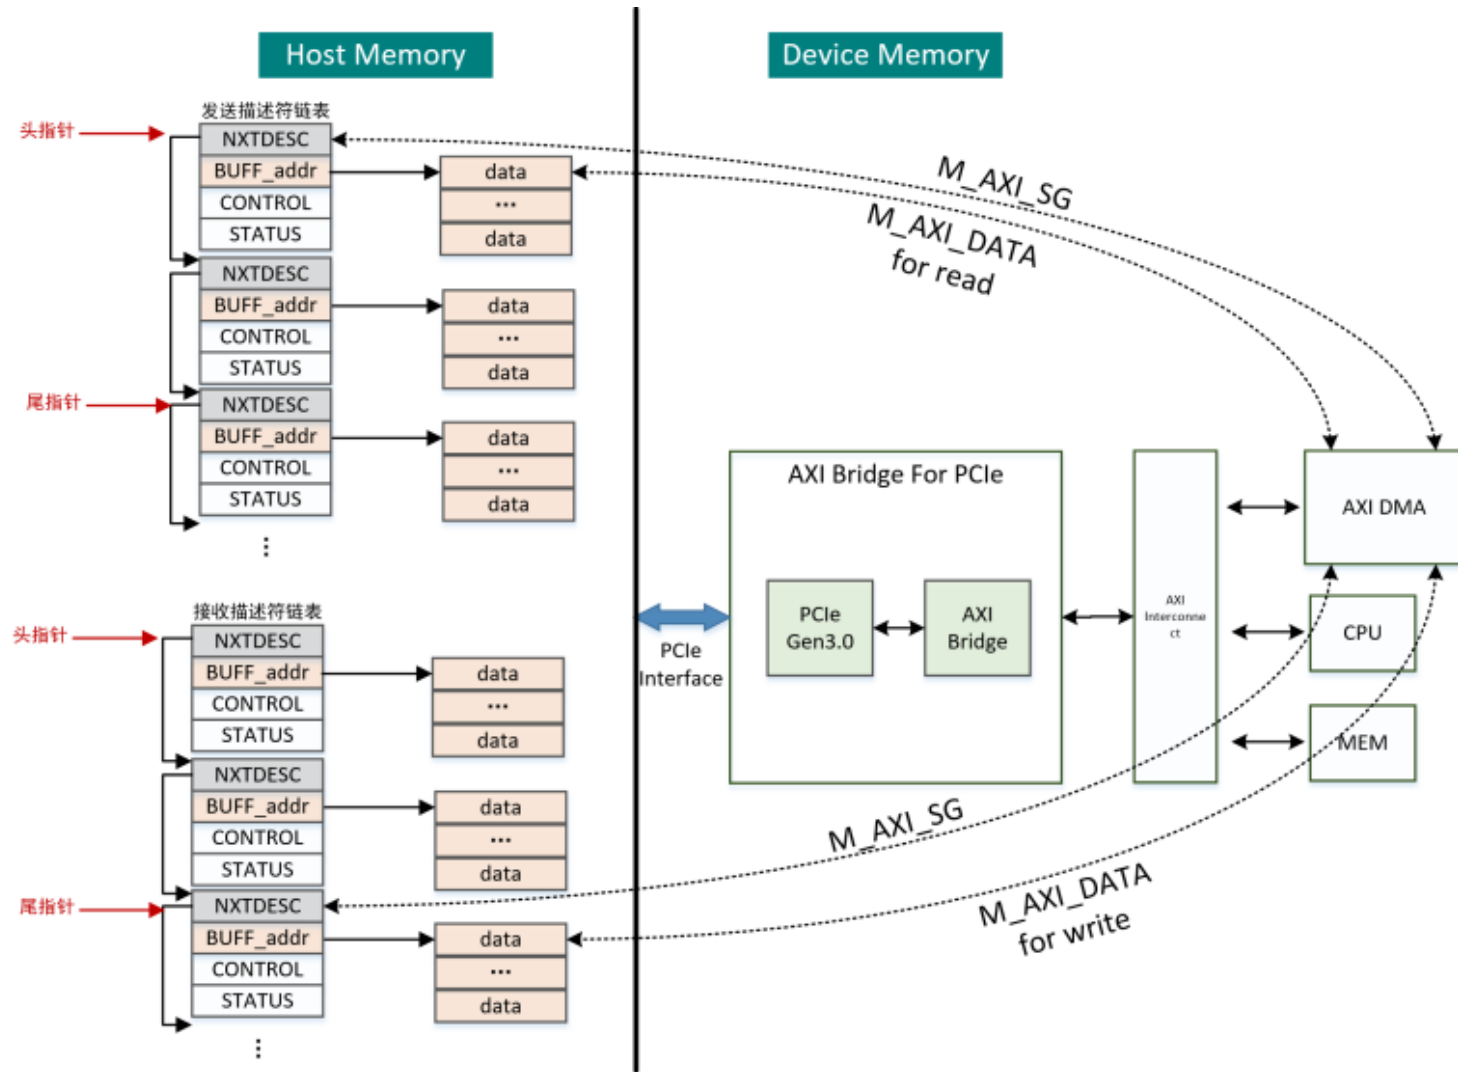 Host Memory
Device Memory
发送描述符链表
头指针
NXTDESC
BUFF_addr
CONTROL
STATUS
data
...
data
NXTDESC
BUFF_addr
CONTROL
STATUS
data
...
data
尾指针
NXTDESC
BUFF_addr
CONTROL
STATUS
data
...
data
...
接收描述符链表
头指针
NXTDESC
BUFF_addr
CONTROL
STATUS
data
...
data
NXTDESC
BUFF_addr
CONTROL
STATUS
data
...
data
尾指针
NXTDESC
BUFF_addr
CONTROL
STATUS
data
...
data
...
M_AXI_SG
M_AXI_DATA
for read
AXI Bridge For PCIe
PCIe
Gen3.0
AXI
Bridge
PCIe
Interface
AXI
Interconne
ct
AXI DMA
CPU
MEM
M_AXI_SG
M_AXI_DATA
for write